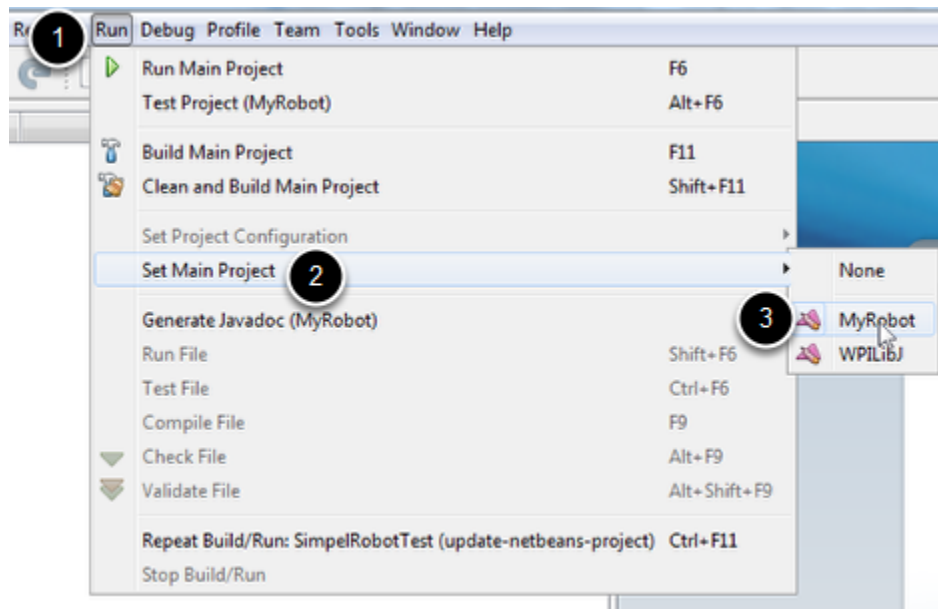 1
Run Debug Profile Team Tools Window Help
Run Main Project F6
Test Project (MyRobot) Alt+F6
Build Main Project F11
Clean and Build Main Project Shift+F11
Set Project Configuration
Set Main Project 2
None
Generate Javadoc (MyRobot) 3 MyRobot
Run File Shift+F6 WPILibJ
Test File Ctrl+F6
Compile File F9
Check File Alt+F9
Validate File Alt+Shift+F9
Repeat Build/Run: SimpelRobotTest (update-netbeans-project) Ctrl+F11
Stop Build/Run